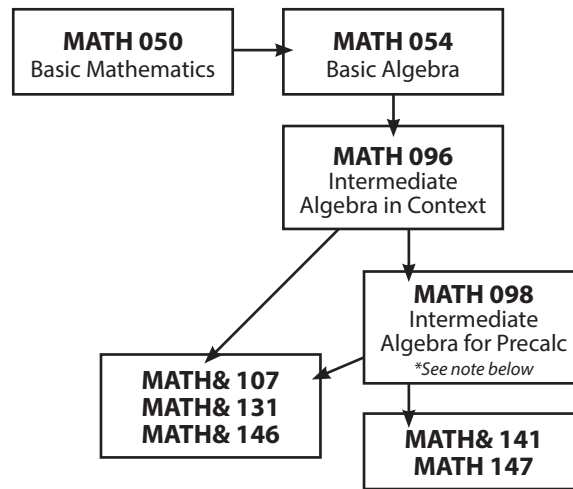 MATH 050
Basic Mathematics
MATH 054
Basic Algebra
MATH 096
Intermediate
Algebra in Context
MATH 098
Intermediate
Algebra for Precalc
*See note below
MATH& 107
MATH& 131
MATH& 146
MATH& 141
MATH 147